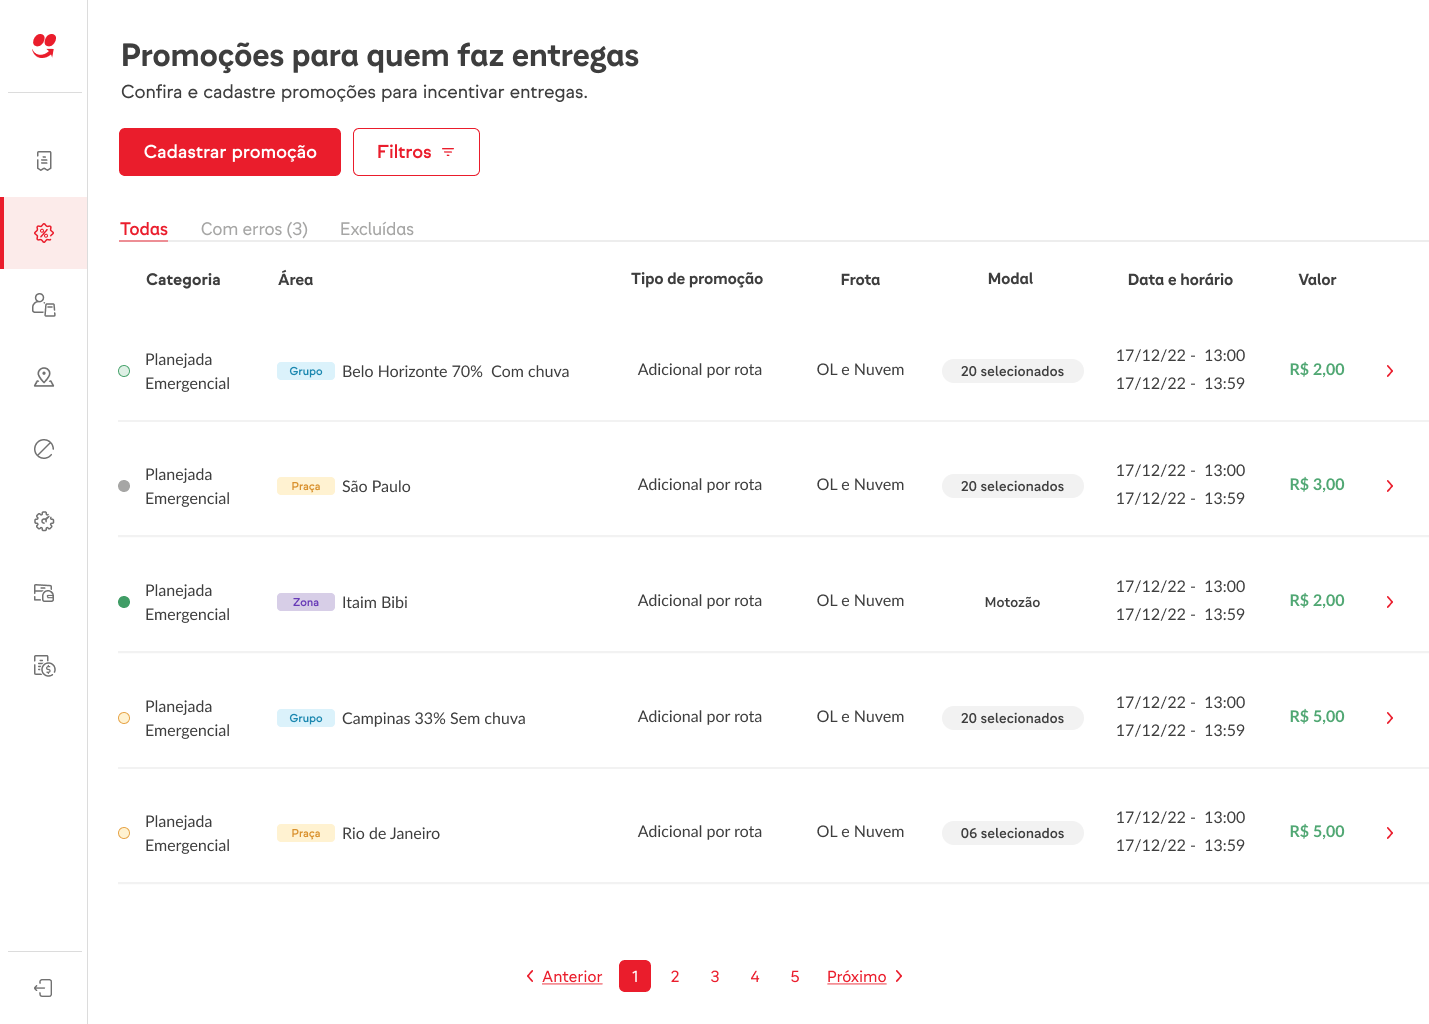 Promoções para quem faz entregas
Confira e cadastre promoções para incentivar entregas.
Cadastrar promoção Filtros
Todas Com erros (3) Excluídas
Categoria Área Tipo de promoção Frota Modal Data e horário Valor
Planejada Emergencial Grupo Belo Horizonte 70% Com chuva Adicional por rota OL e Nuvem 20 selecionados 17/12/22 - 13:00 17/12/22 - 13:59 R$ 2,00
Planejada Emergencial Praça São Paulo Adicional por rota OL e Nuvem 20 selecionados 17/12/22 - 13:00 17/12/22 - 13:59 R$ 3,00
Planejada Emergencial Zona Itaim Bibi Adicional por rota OL e Nuvem Motozão 17/12/22 - 13:00 17/12/22 - 13:59 R$ 2,00
Planejada Emergencial Grupo Campinas 33% Sem chuva Adicional por rota OL e Nuvem 20 selecionados 17/12/22 - 13:00 17/12/22 - 13:59 R$ 5,00
Planejada Emergencial Praça Rio de Janeiro Adicional por rota OL e Nuvem 06 selecionados 17/12/22 - 13:00 17/12/22 - 13:59 R$ 5,00
Anterior 1 2 3 4 5 Próximo